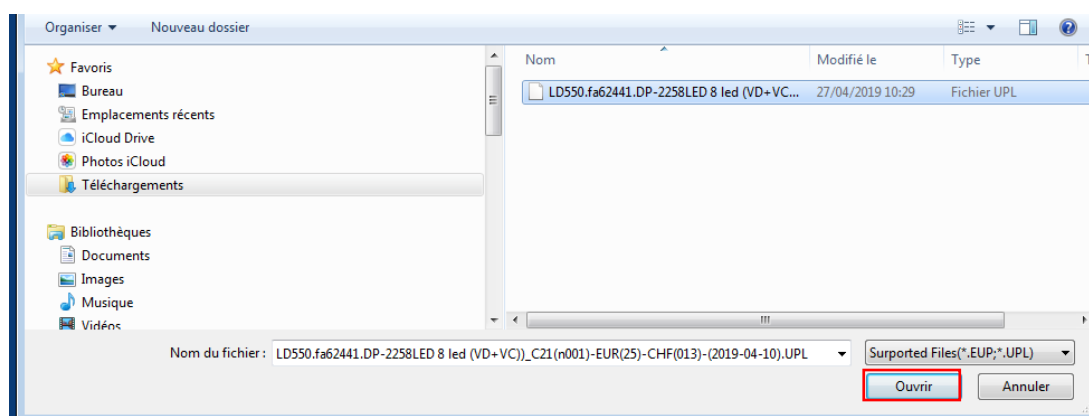 Organiser Nouveau dossier
Favoris
Bureau
Emplacements récents
iCloud Drive
Photos iCloud
Téléchargements
Bibliothèques
Documents
Images
Musique
Vidéos
Nom Modifié le Type T
LD550.fa62441.DP-2258LED 8 led (VD+VC... 27/04/2019 10:29 Fichier UPL
Nom du fichier : LD550.fa62441.DP-2258LED 8 led (VD+VC))_C21(n001)-EUR(25)-CHF(013)-(2019-04-10).UPL Surported Files(*.EUP;*.UPL)
Ouvrir Annuler